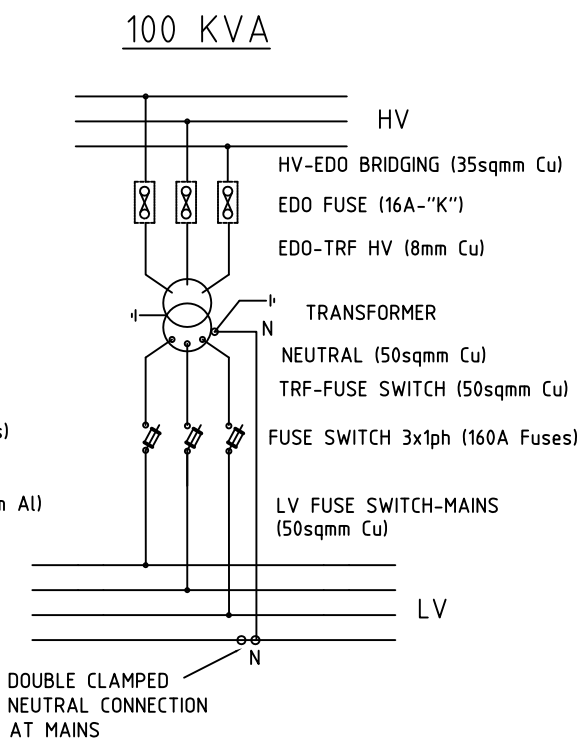 100 KVA
HV
HV-EDO BRIDGING (35sqmm Cu)
EDO FUSE (16A-"K")
EDO-TRF HV (8mm Cu)
TRANSFORMER
N
NEUTRAL (50sqmm Cu)
TRF-FUSE SWITCH (50sqmm Cu)
s)
FUSE SWITCH 3x1ph (160A Fuses)
m Al)
LV FUSE SWITCH-MAINS
(50sqmm Cu)
LV
N
DOUBLE CLAMPED
NEUTRAL CONNECTION
AT MAINS